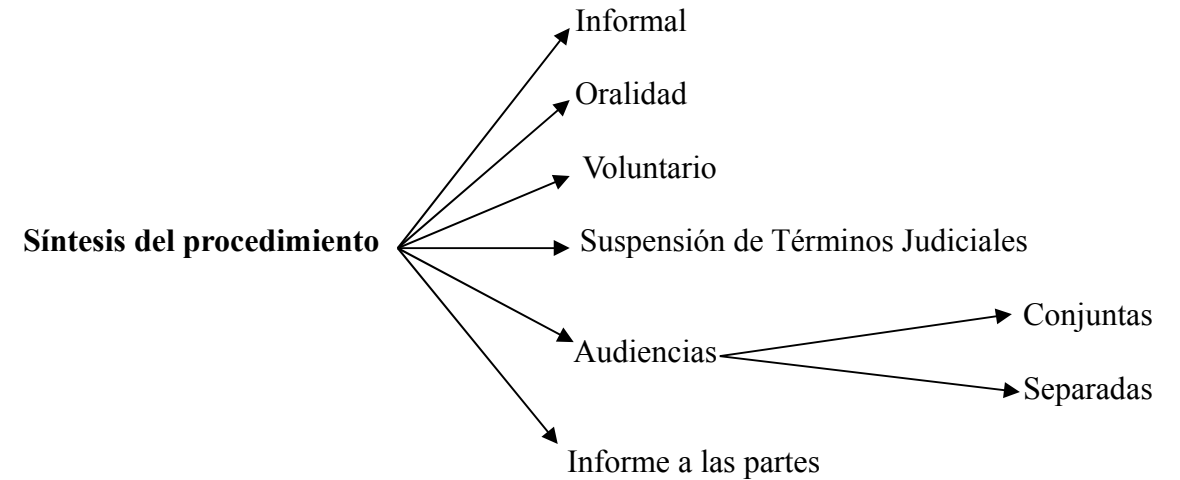 Informal
Oralidad
Voluntario
Síntesis del procedimiento
Suspensión de Términos Judiciales
Conjuntas
Audiencias
Separadas
Informe a las partes